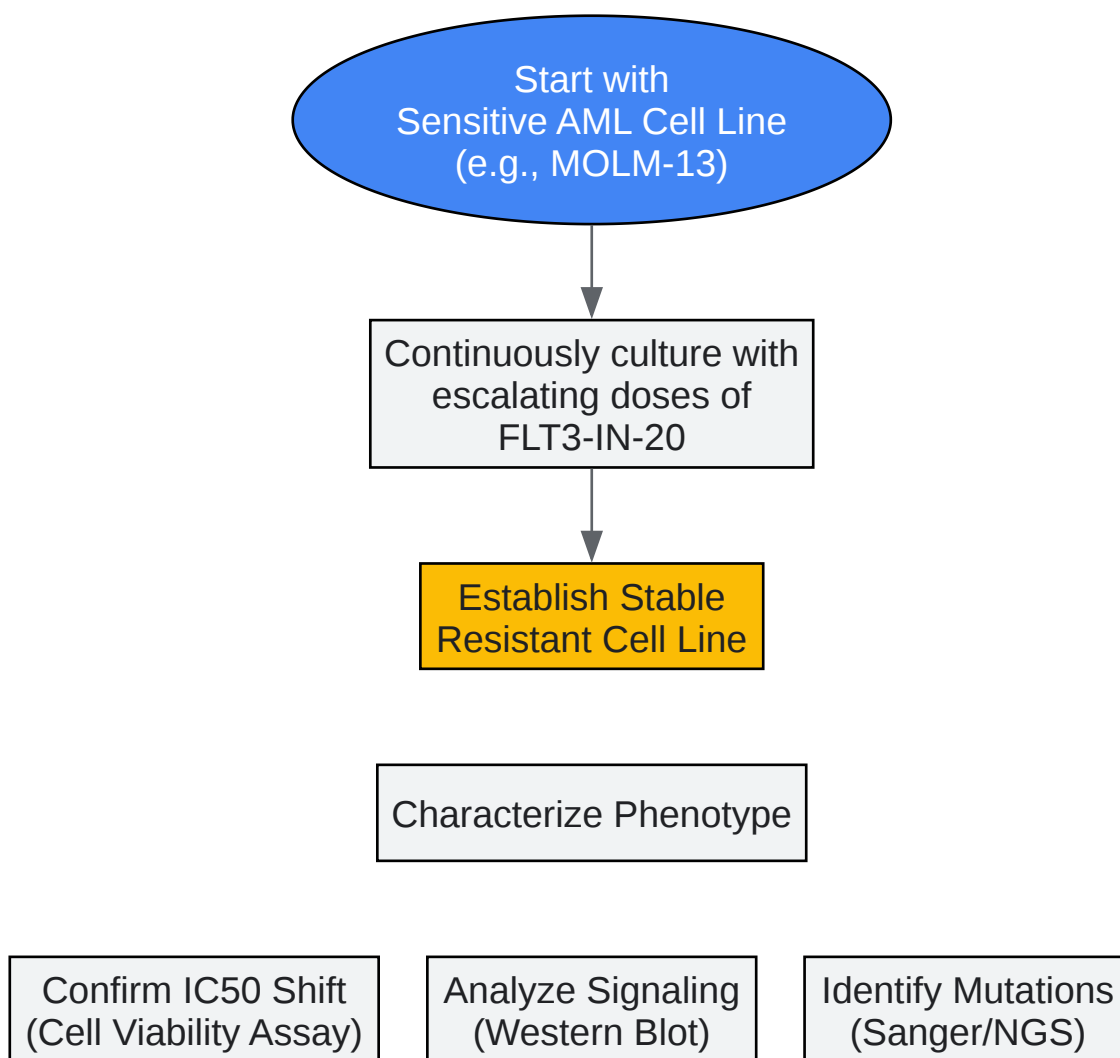 Start with
Sensitive AML Cell Line
(e.g., MOLM-13)
Continuously culture with
escalating doses of
FLT3-IN-20
Establish Stable
Resistant Cell Line
Characterize Phenotype
Confirm IC50 Shift
(Cell Viability Assay)
Analyze Signaling
(Western Blot)
Identify Mutations
(Sanger/NGS)